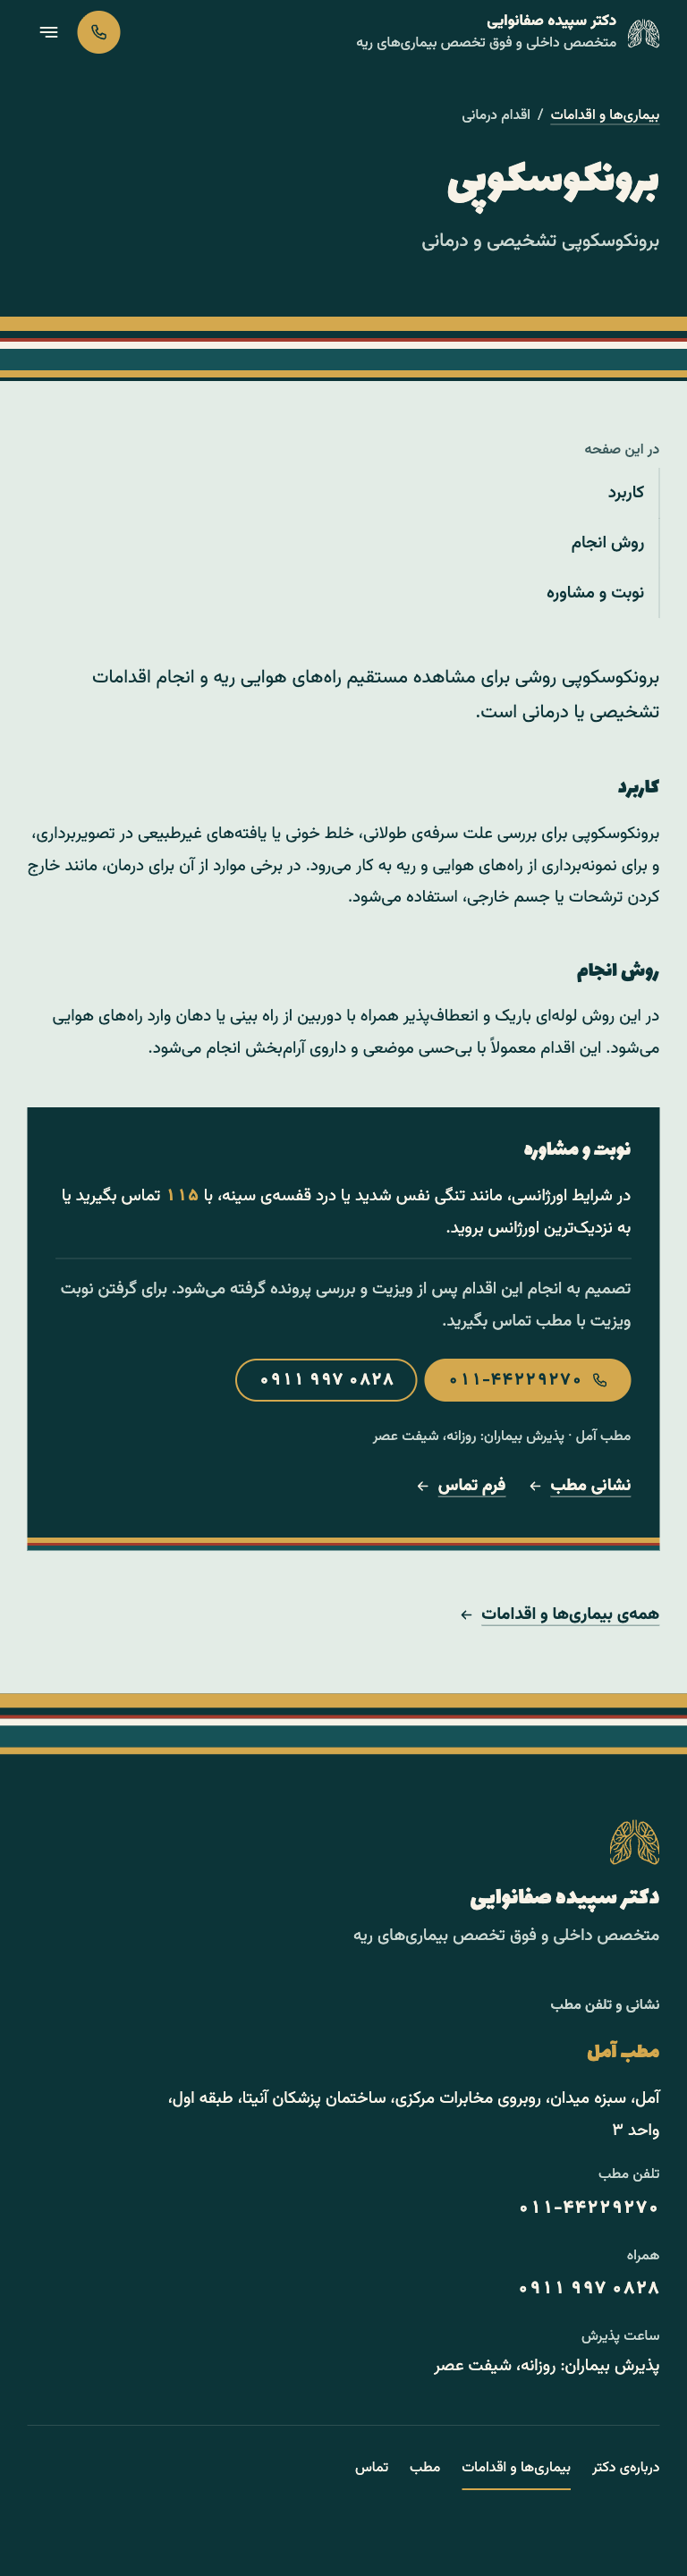 دکتر سپیده صفانوایی
متخصص داخلی و فوق تخصص بیماری‌های ریه
بیماری‌ها و اقدامات / اقدام درمانی
برونکوسکوپی
برونکوسکوپی تشخیصی و درمانی
در این صفحه
کاربرد
روش انجام
نوبت و مشاوره
برونکوسکوپی روشی برای مشاهده مستقیم راه‌های هوایی ریه و انجام اقدامات
تشخیصی یا درمانی است.
کاربرد
برونکوسکوپی برای بررسی علت سرفه‌ی طولانی، خلط خونی یا یافته‌های غیرطبیعی در تصویربرداری،
و برای نمونه‌برداری از راه‌های هوایی و ریه به کار می‌رود. در برخی موارد از آن برای درمان، مانند خارج
کردن ترشحات یا جسم خارجی، استفاده می‌شود.
روش انجام
در این روش لوله‌ای باریک و انعطاف‌پذیر همراه با دوربین از راه بینی یا دهان وارد راه‌های هوایی
می‌شود. این اقدام معمولاً با بی‌حسی موضعی و داروی آرام‌بخش انجام می‌شود.
نوبت و مشاوره
در شرایط اورژانسی، مانند تنگی نفس شدید یا درد قفسه‌ی سینه، با ۱۱۵ تماس بگیرید یا
به نزدیک‌ترین اورژانس بروید.
تصمیم به انجام این اقدام پس از ویزیت و بررسی پرونده گرفته می‌شود. برای گرفتن نوبت
ویزیت با مطب تماس بگیرید.
۰۱۱-۴۴۲۲۹۲۷۰
۰۹۱۱ ۹۹۷ ۰۸۲۸
مطب آمل · پذیرش بیماران: روزانه، شیفت عصر
نشانی مطب ←
فرم تماس ←
همه‌ی بیماری‌ها و اقدامات ←
دکتر سپیده صفانوایی
متخصص داخلی و فوق تخصص بیماری‌های ریه
نشانی و تلفن مطب
مطب آمل
آمل، سبزه میدان، روبروی مخابرات مرکزی، ساختمان پزشکان آنیتا، طبقه اول،
واحد ۳
تلفن مطب
۰۱۱-۴۴۲۲۹۲۷۰
همراه
۰۹۱۱ ۹۹۷ ۰۸۲۸
ساعت پذیرش
پذیرش بیماران: روزانه، شیفت عصر
درباره‌ی دکتر
بیماری‌ها و اقدامات
مطب
تماس